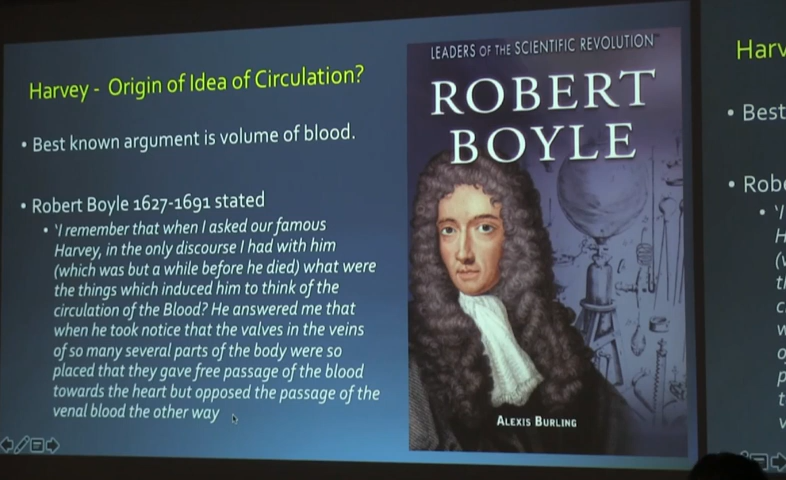 Harvey - Origin of Idea of Circulation?
• Best known argument is volume of blood.
• Robert Boyle 1627-1691 stated
• 'I remember that when I asked our famous
Harvey, in the only discourse I had with him
(which was but a while before he died) what were
the things which induced him to think of the
circulation of the Blood? He answered me that
when he took notice that the valves in the veins
of so many several parts of the body were so
placed that they gave free passage of the blood
towards the heart but opposed the passage of the
venal blood the other way
LEADERS OF THE SCIENTIFIC REVOLUTION™
ROBERT
BOYLE
ALEXIS BURLING
Harv
• Best
• Robe
• 'I
H
(v
th
c
w
o
p
t
v